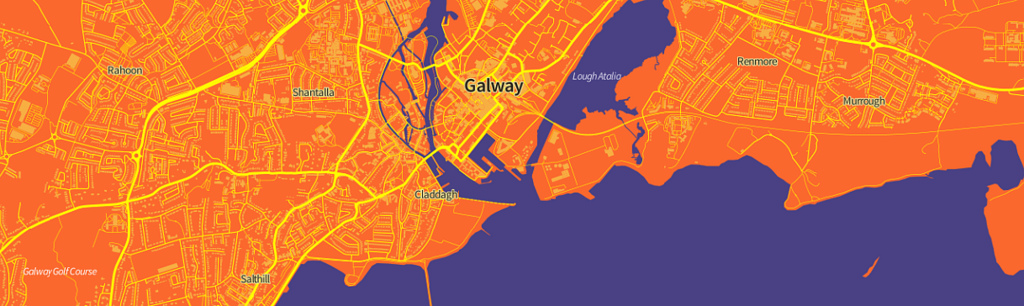 Rahoon
Shantalla
Galway
Lough Atalia
Renmore
Murrough
Claddagh
Galway Golf Course
Salthill